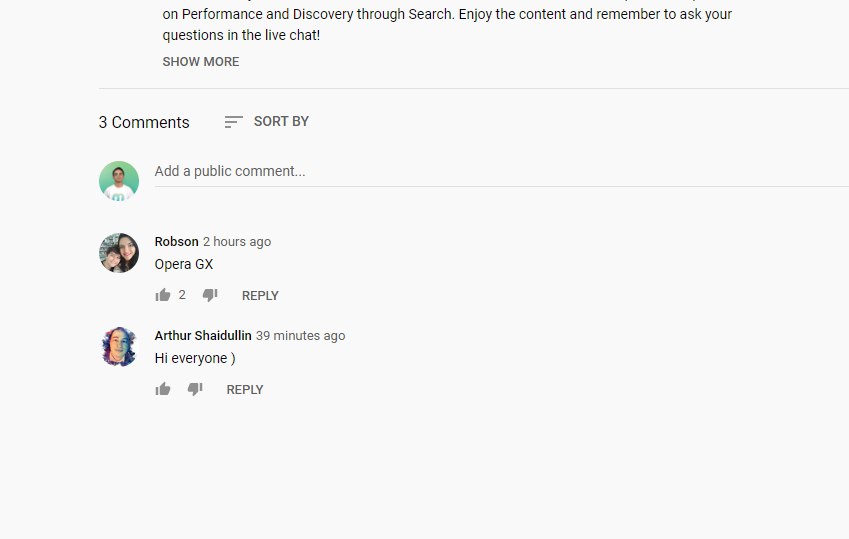 on Performance and Discovery through Search. Enjoy the content and remember to ask your
questions in the live chat!
SHOW MORE
3 Comments SORT BY
Add a public comment...
Robson 2 hours ago
Opera GX
2 REPLY
Arthur Shaidullin 39 minutes ago
Hi everyone )
REPLY